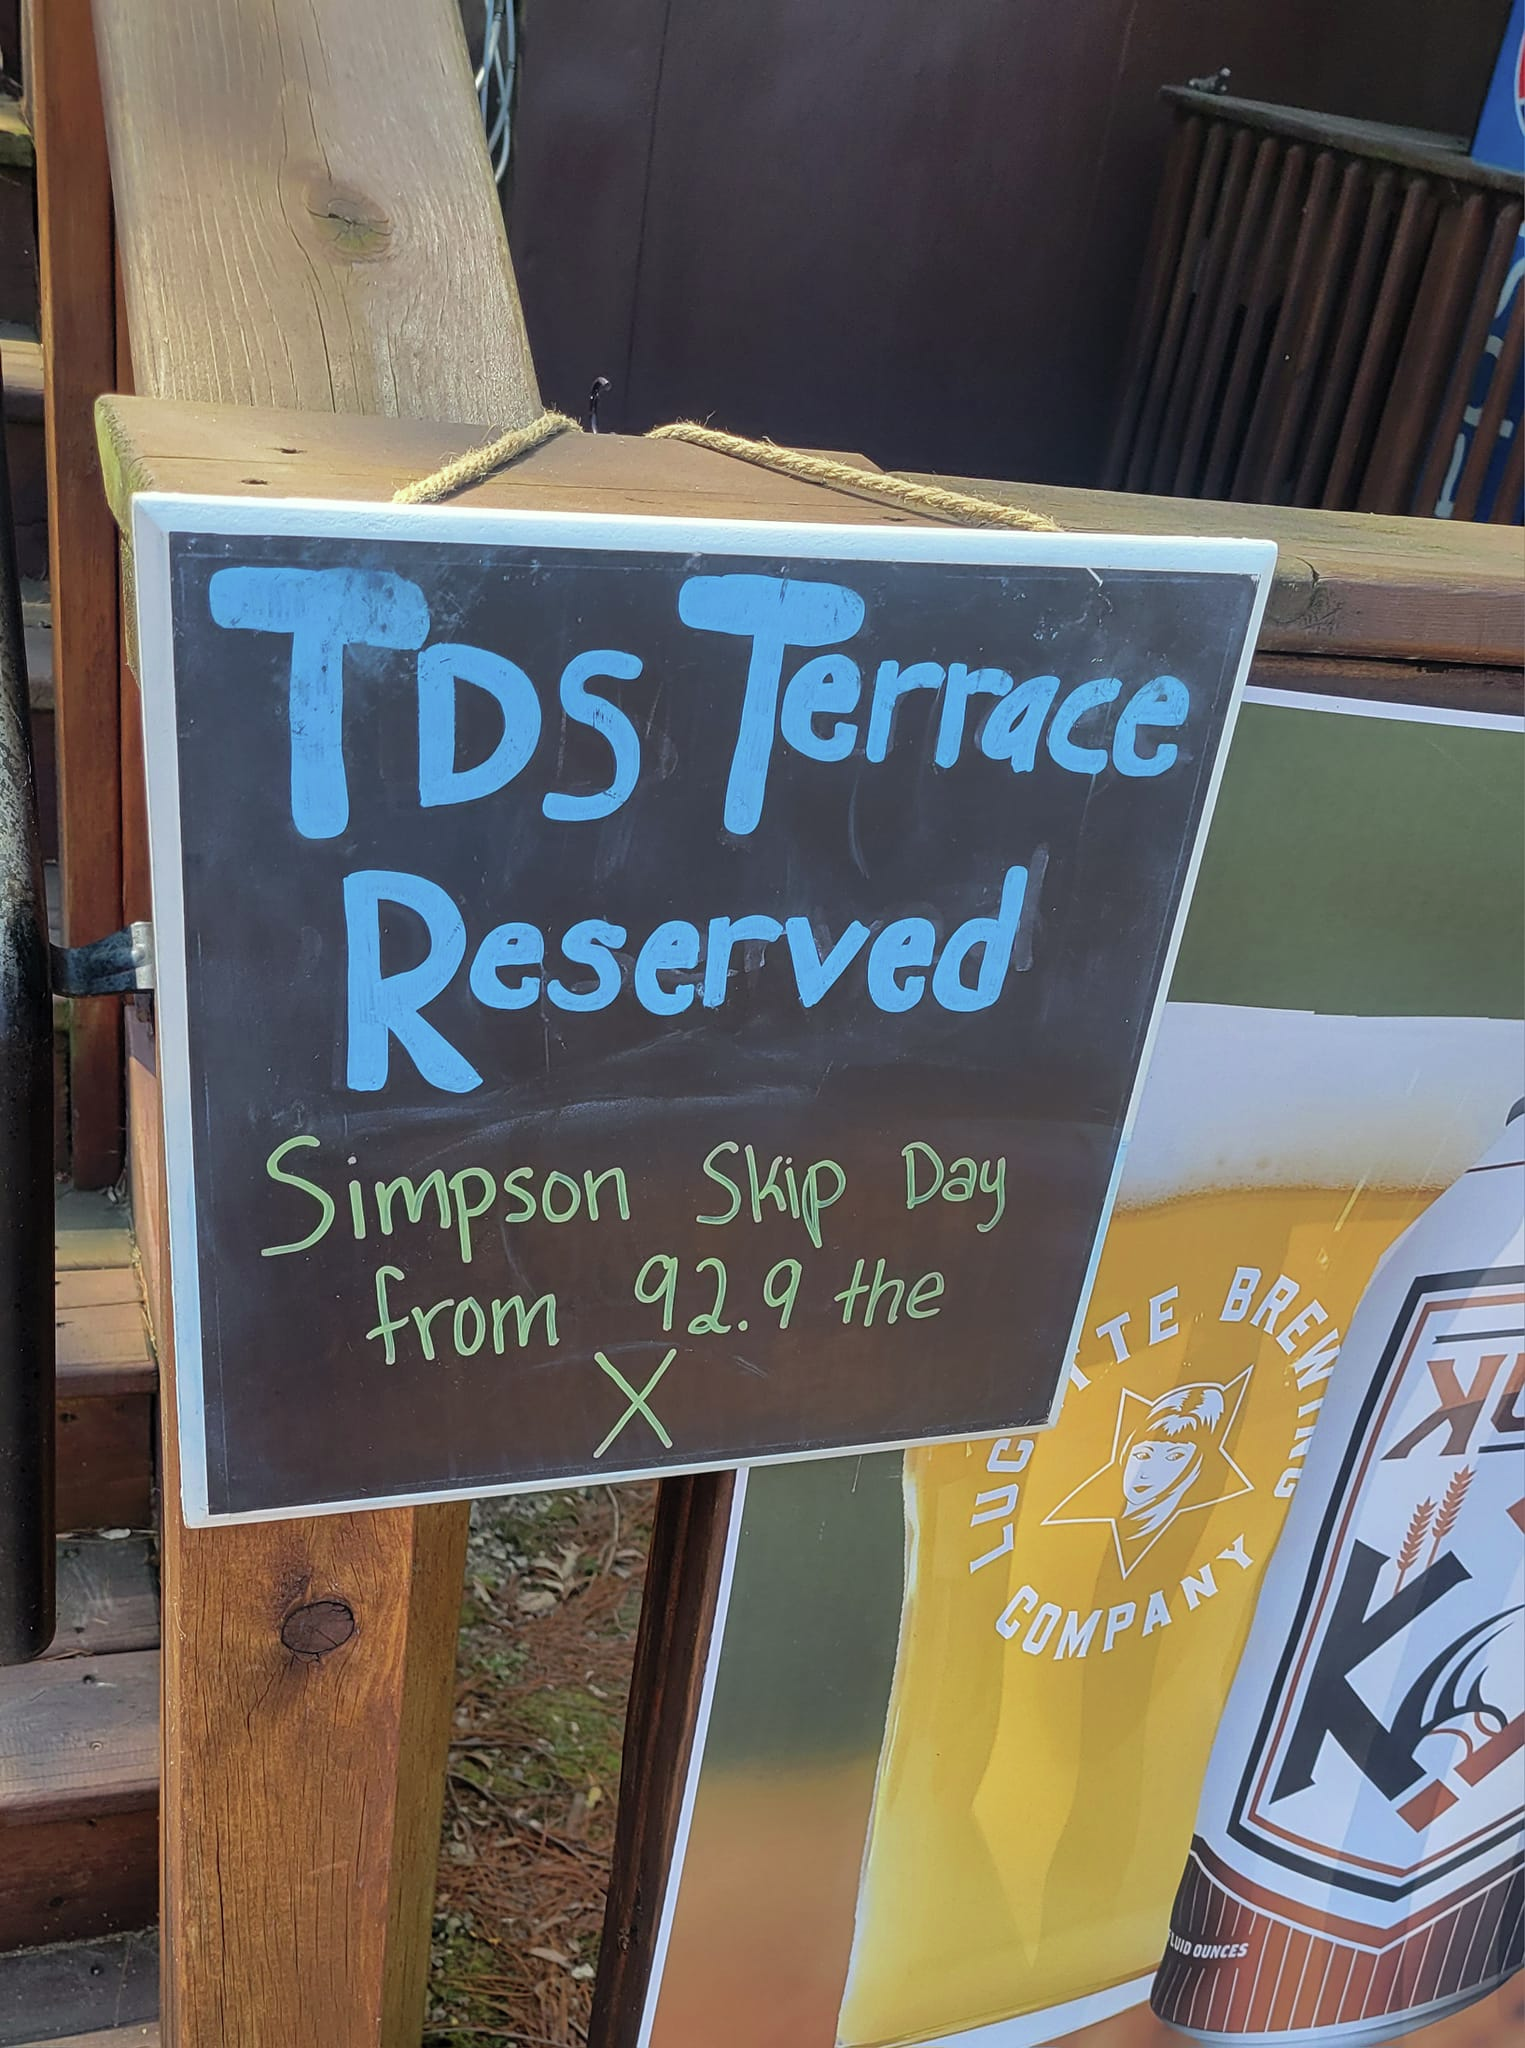 TDS Terrace
Reserved
Simpson Skip Day
from 92.9 the
X
BREWING
COMPANY
FLUID OUNCES